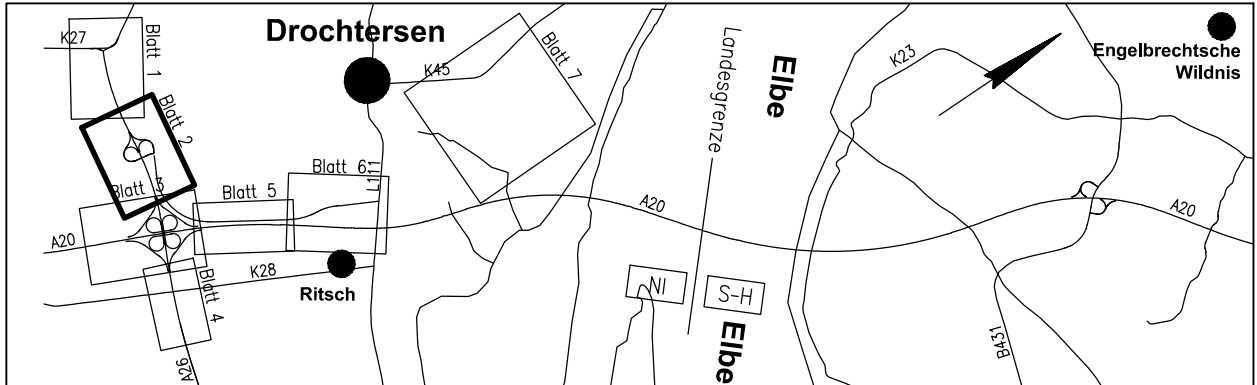 K27
Blatt 1
Drochtersen
K45
Blatt 7
Landesgrenze
Elbe
K23
Engelbrechtsche
Wildnis
Blatt 2
Blatt 3
Blatt 5
Blatt 6
L111
A20
A20
A20
K28
Ritsch
Blatt 4
A26
NI
S-H
Elbe
B431